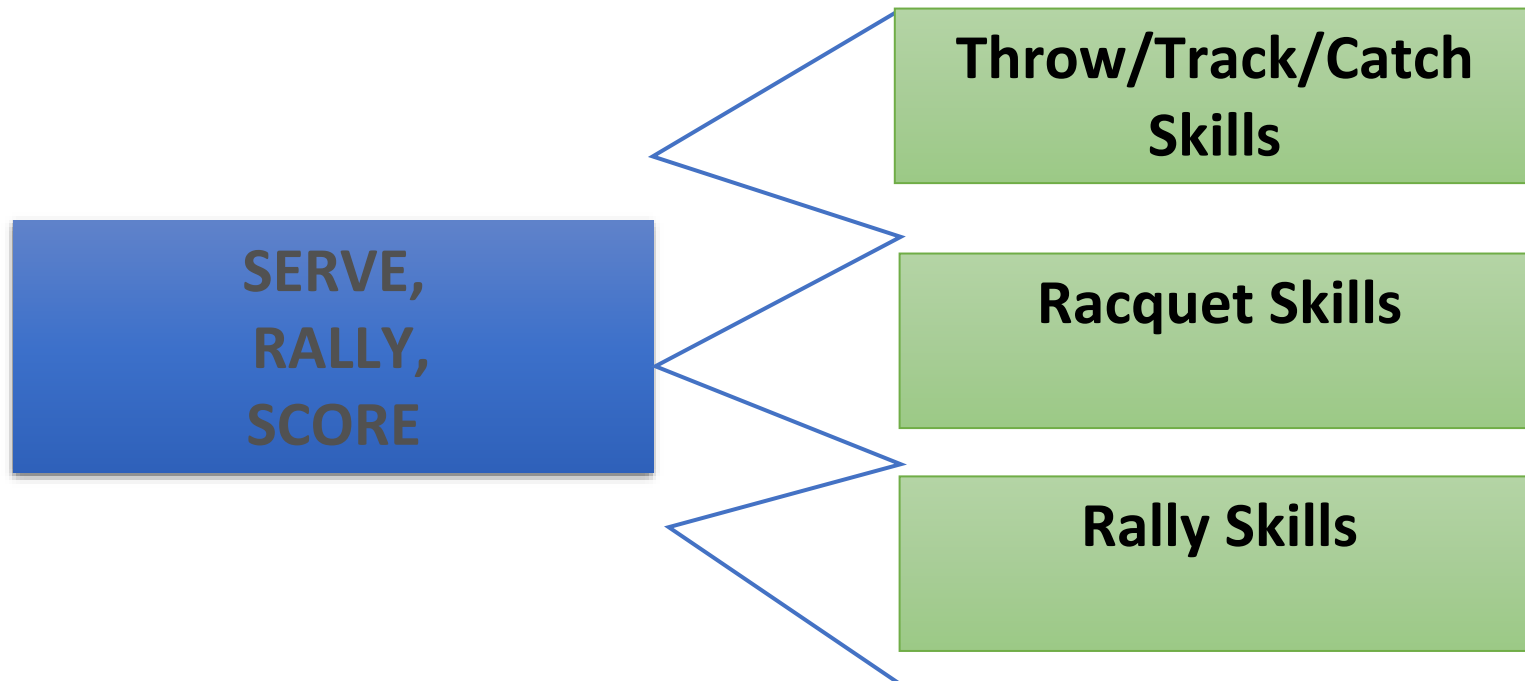 Throw/Track/Catch
Skills
SERVE,
RALLY,
SCORE
Racquet Skills
Rally Skills